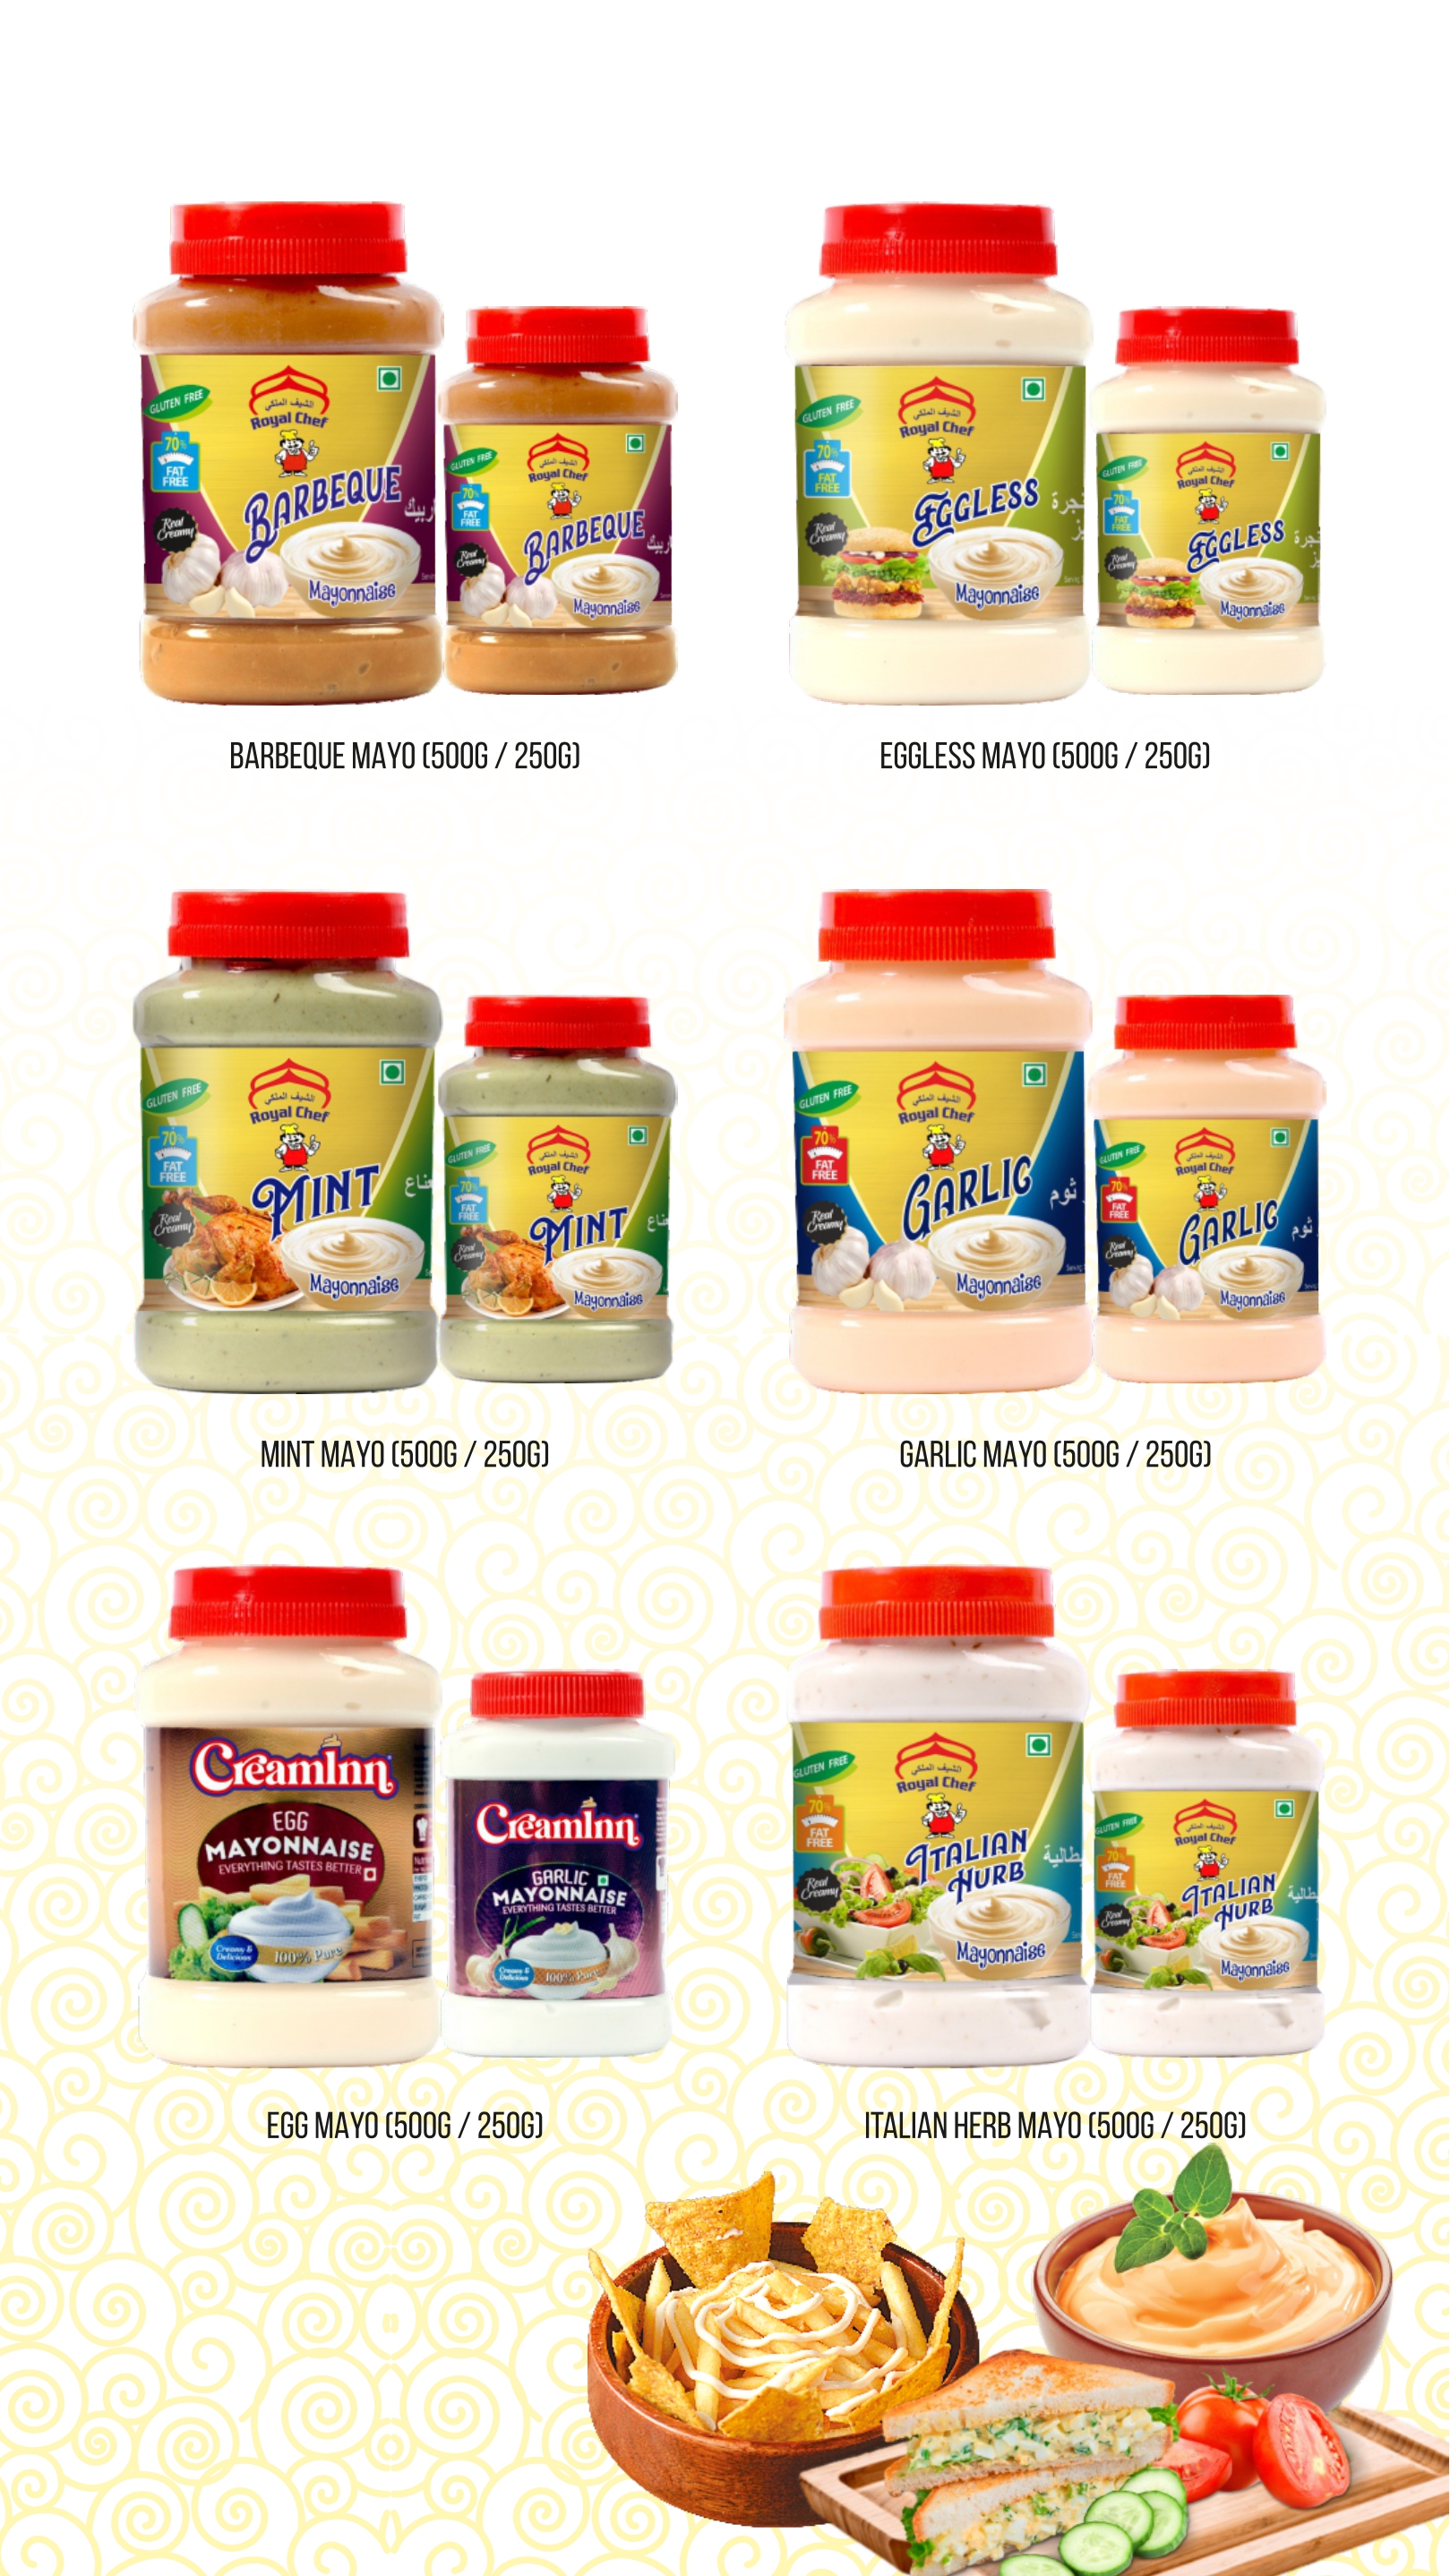 GLUTEN FREE
70%
FAT
FREE
Real
Creamy
الشيف الملكي
Royal Chef
BARBEQUE
Mayonnaise
GLUTEN FREE
70%
FAT
FREE
Real
Creamy
الشيف الملكي
Royal Chef
BARBEQUE
Mayonnaise
GLUTEN FREE
70%
FAT
FREE
Real
Creamy
الشيف الملكي
Royal Chef
EGGLESS
Mayonnaise
GLUTEN FREE
70%
FAT
FREE
Real
Creamy
الشيف الملكي
Royal Chef
EGGLESS
Mayonnaise
BARBEQUE MAYO (500G / 250G)
EGGLESS MAYO (500G / 250G)
GLUTEN FREE
70%
FAT
FREE
Real
Creamy
الشيف الملكي
Royal Chef
MINT
Mayonnaise
GLUTEN FREE
70%
FAT
FREE
Real
Creamy
الشيف الملكي
Royal Chef
MINT
Mayonnaise
GLUTEN FREE
70%
FAT
FREE
Real
Creamy
الشيف الملكي
Royal Chef
GARLIC
ثوم
Mayonnaise
GLUTEN FREE
70%
FAT
FREE
Real
Creamy
الشيف الملكي
Royal Chef
GARLIC
ثوم
Mayonnaise
MINT MAYO (500G / 250G)
GARLIC MAYO (500G / 250G)
CreamInn
EGG
MAYONNAISE
EVERYTHING TASTES BETTER
Creamy &
Delicious
100% Pure
CreamInn
GARLIC
MAYONNAISE
EVERYTHING TASTES BETTER
Creamy &
Delicious
100% Pure
GLUTEN FREE
70%
FAT
FREE
Real
Creamy
الشيف الملكي
Royal Chef
ITALIAN
HURB
Mayonnaise
GLUTEN FREE
70%
FAT
FREE
Real
Creamy
الشيف الملكي
Royal Chef
ITALIAN
HURB
Mayonnaise
EGG MAYO (500G / 250G)
ITALIAN HERB MAYO (500G / 250G)